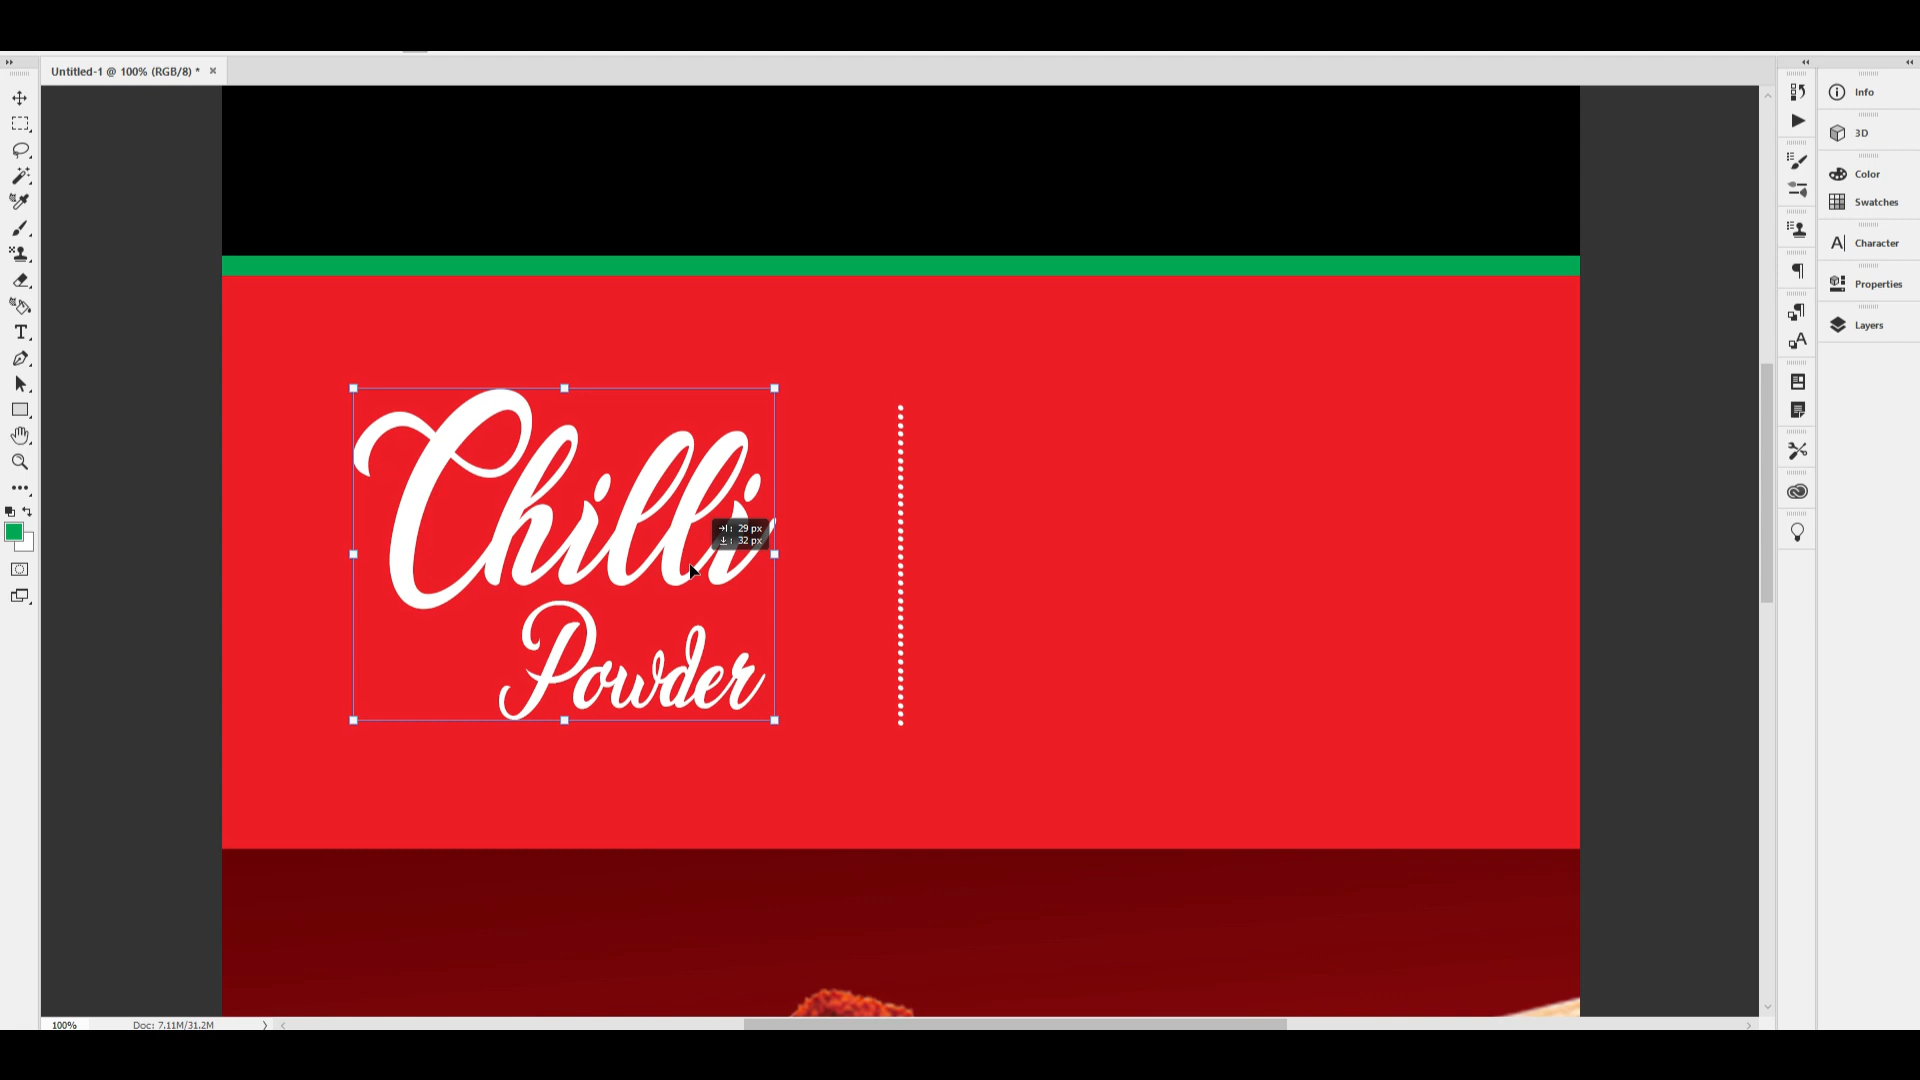 Untitled-1 @ 100% (RGB/8) *
Info
3D
Color
Swatches
Character
Properties
Layers
Chilli
Powder
29 px
32 px
100%
Doc: 7.11M/31.2M